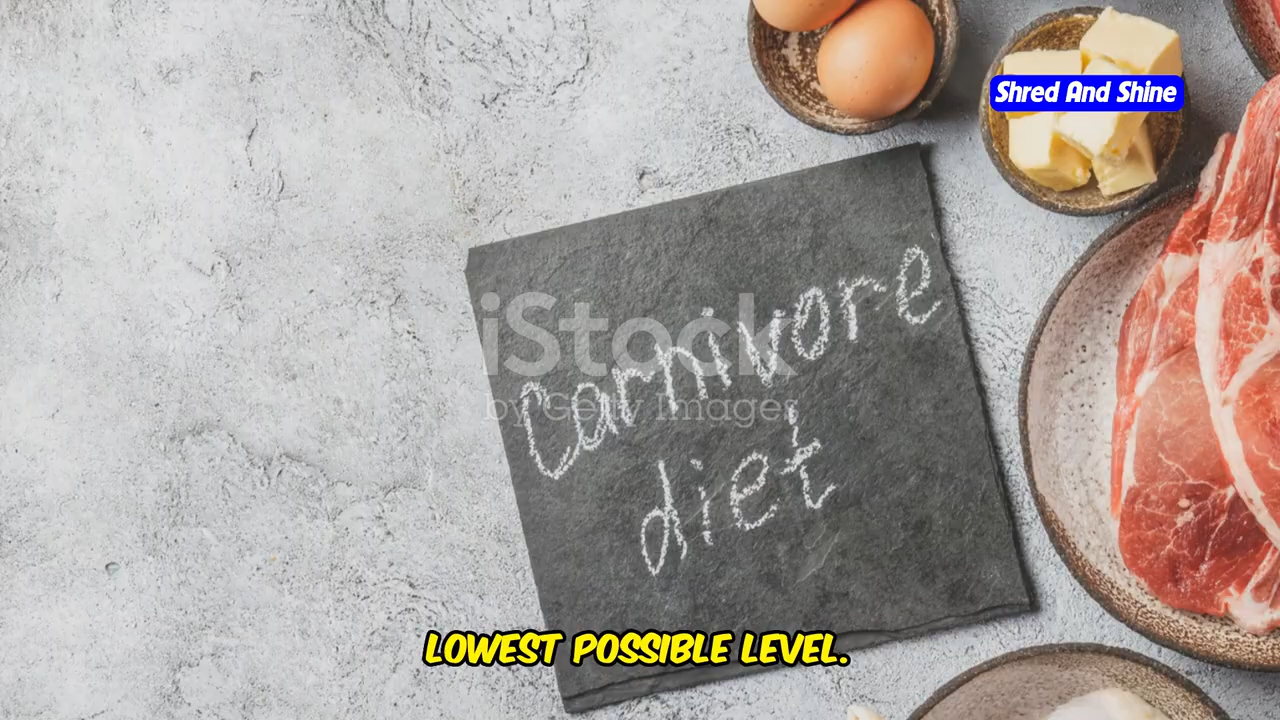 Shred And Shine
Carnivore
diet
iStock
by Getty Images
LOWEST POSSIBLE LEVEL.